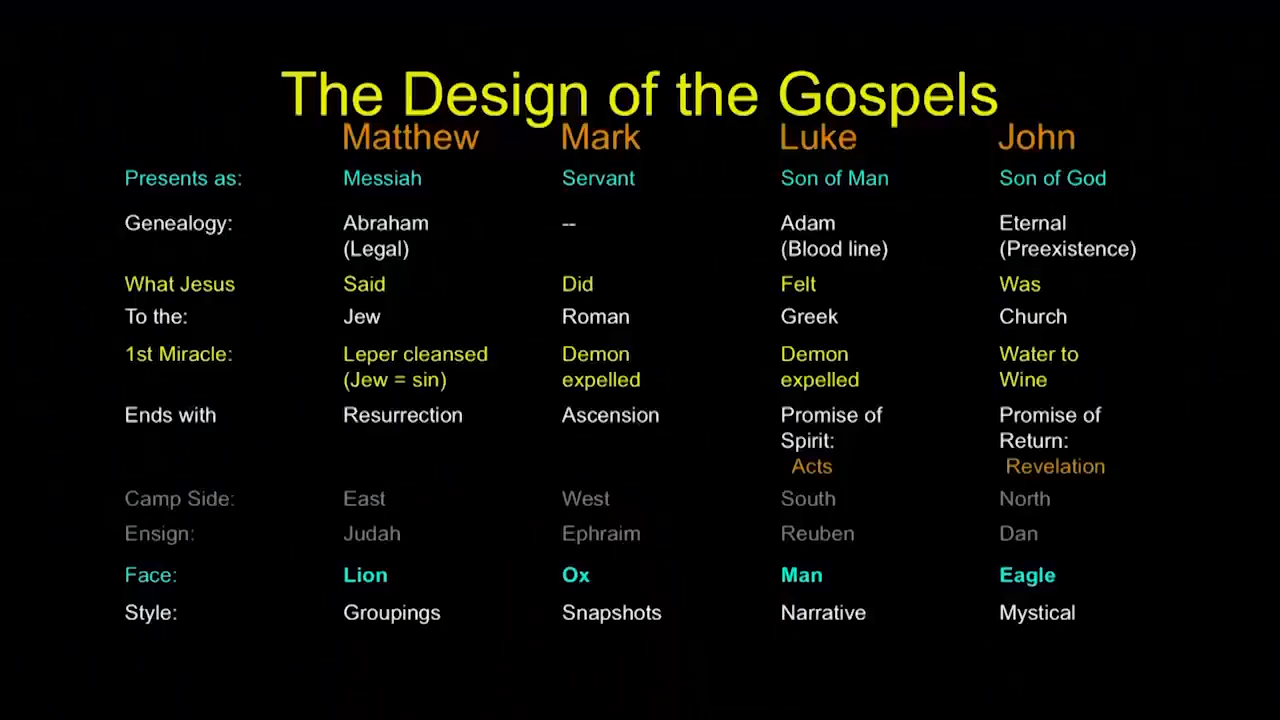 The Design of the Gospels
Matthew Mark Luke John
Presents as: Messiah Servant Son of Man Son of God
Genealogy: Abraham -- Adam Eternal
(Legal) (Blood line) (Preexistence)
What Jesus Said Did Felt Was
To the: Jew Roman Greek Church
1st Miracle: Leper cleansed Demon Demon Water to
(Jew = sin) expelled expelled Wine
Ends with Resurrection Ascension Promise of Promise of
Spirit: Return:
Acts Revelation
Camp Side: East West South North
Ensign: Judah Ephraim Reuben Dan
Face: Lion Ox Man Eagle
Style: Groupings Snapshots Narrative Mystical